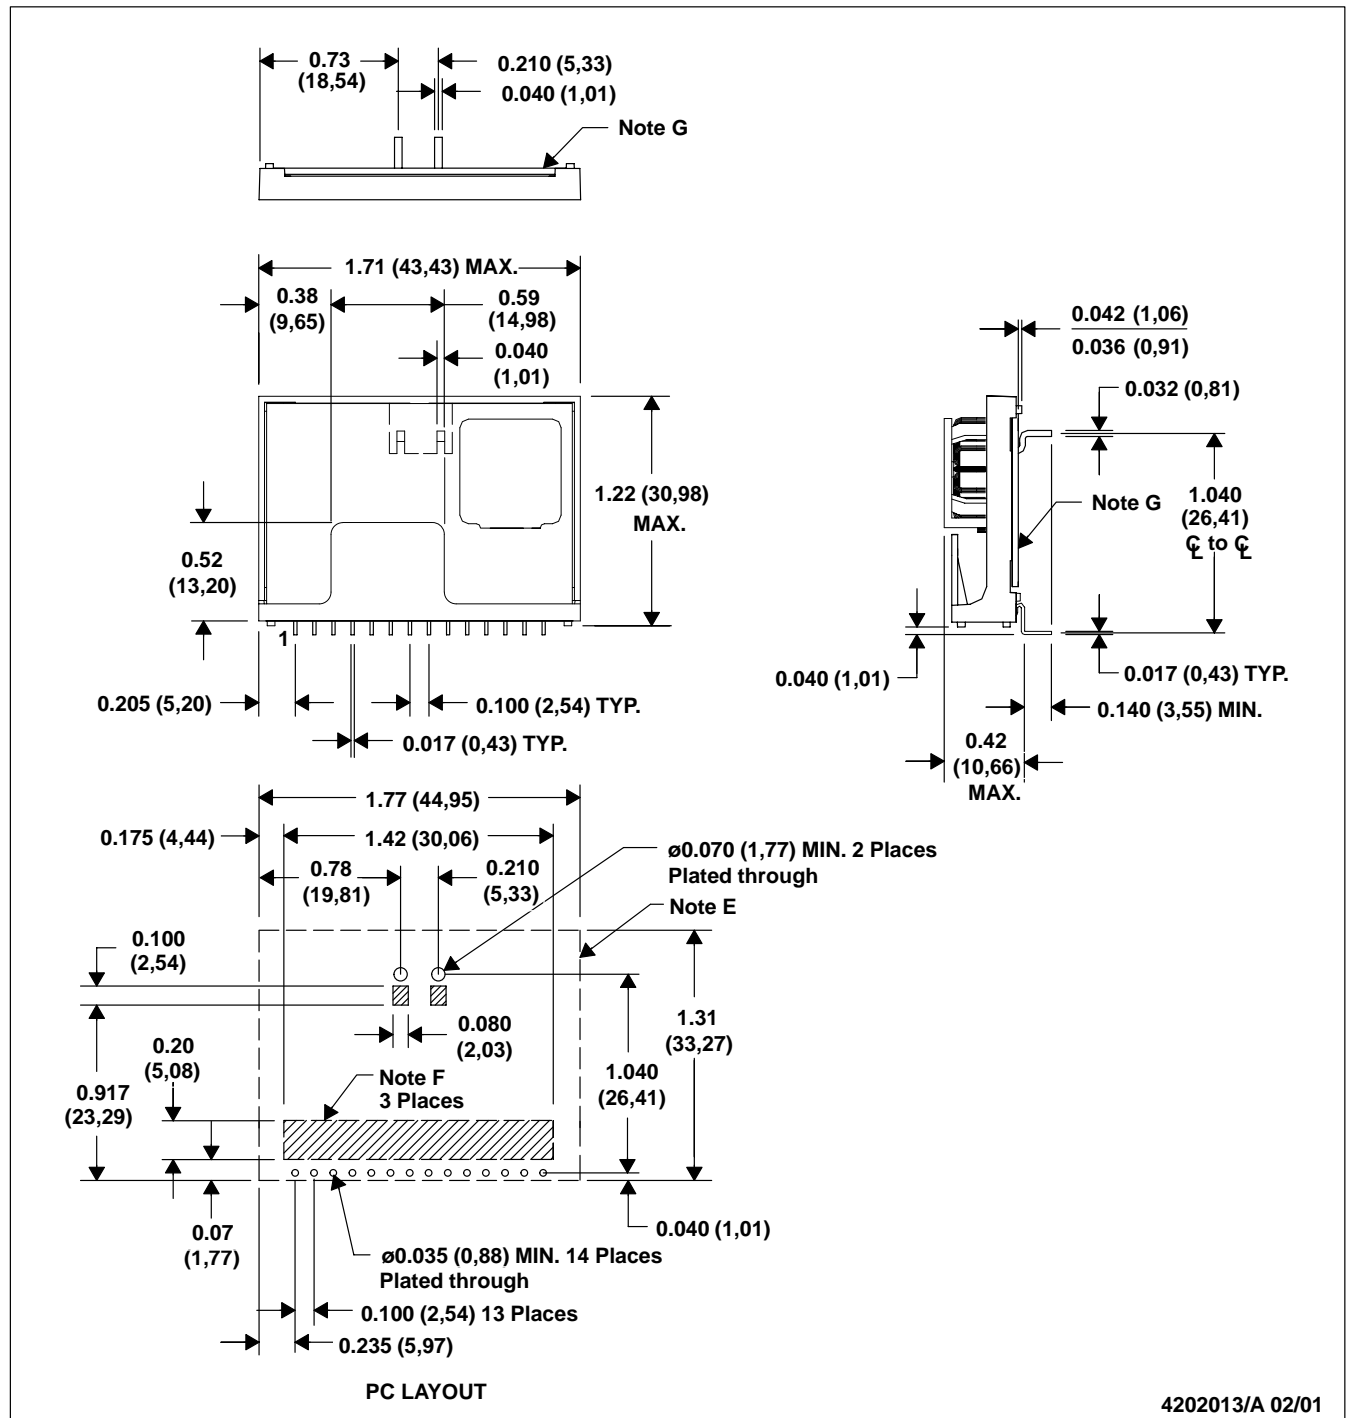 0.73
(18,54)
0.210 (5,33)
0.040 (1,01)
Note G
1.71 (43,43) MAX.
0.38
(9,65)
0.59
(14,98)
0.040
(1,01)
1.22 (30,98)
MAX.
0.52
(13,20)
1
0.205 (5,20)
0.100 (2,54) TYP.
0.017 (0,43) TYP.
0.042 (1,06)
0.036 (0,91)
0.032 (0,81)
Note G
1.040
(26,41)
℄ to ℄
0.040 (1,01)
0.017 (0,43) TYP.
0.140 (3,55) MIN.
0.42
(10,66)
MAX.
1.77 (44,95)
0.175 (4,44)
1.42 (30,06)
0.78
(19,81)
0.210
(5,33)
ø0.070 (1,77) MIN. 2 Places
Plated through
Note E
0.100
(2,54)
0.080
(2,03)
1.31
(33,27)
0.20
(5,08)
1.040
(26,41)
Note F
3 Places
0.917
(23,29)
0.07
(1,77)
0.040 (1,01)
ø0.035 (0,88) MIN. 14 Places
Plated through
0.100 (2,54) 13 Places
0.235 (5,97)
PC LAYOUT
4202013/A 02/01